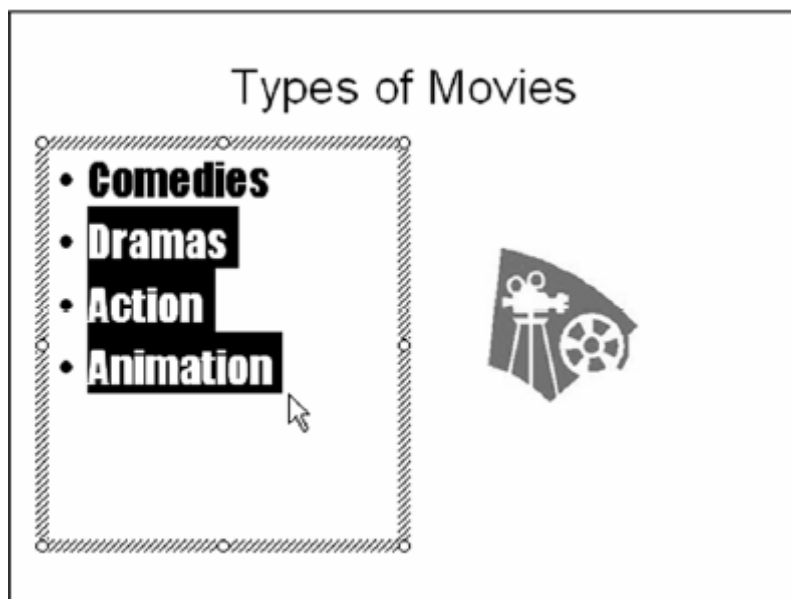 Types of Movies
• Comedies
• Dramas
• Action
• Animation